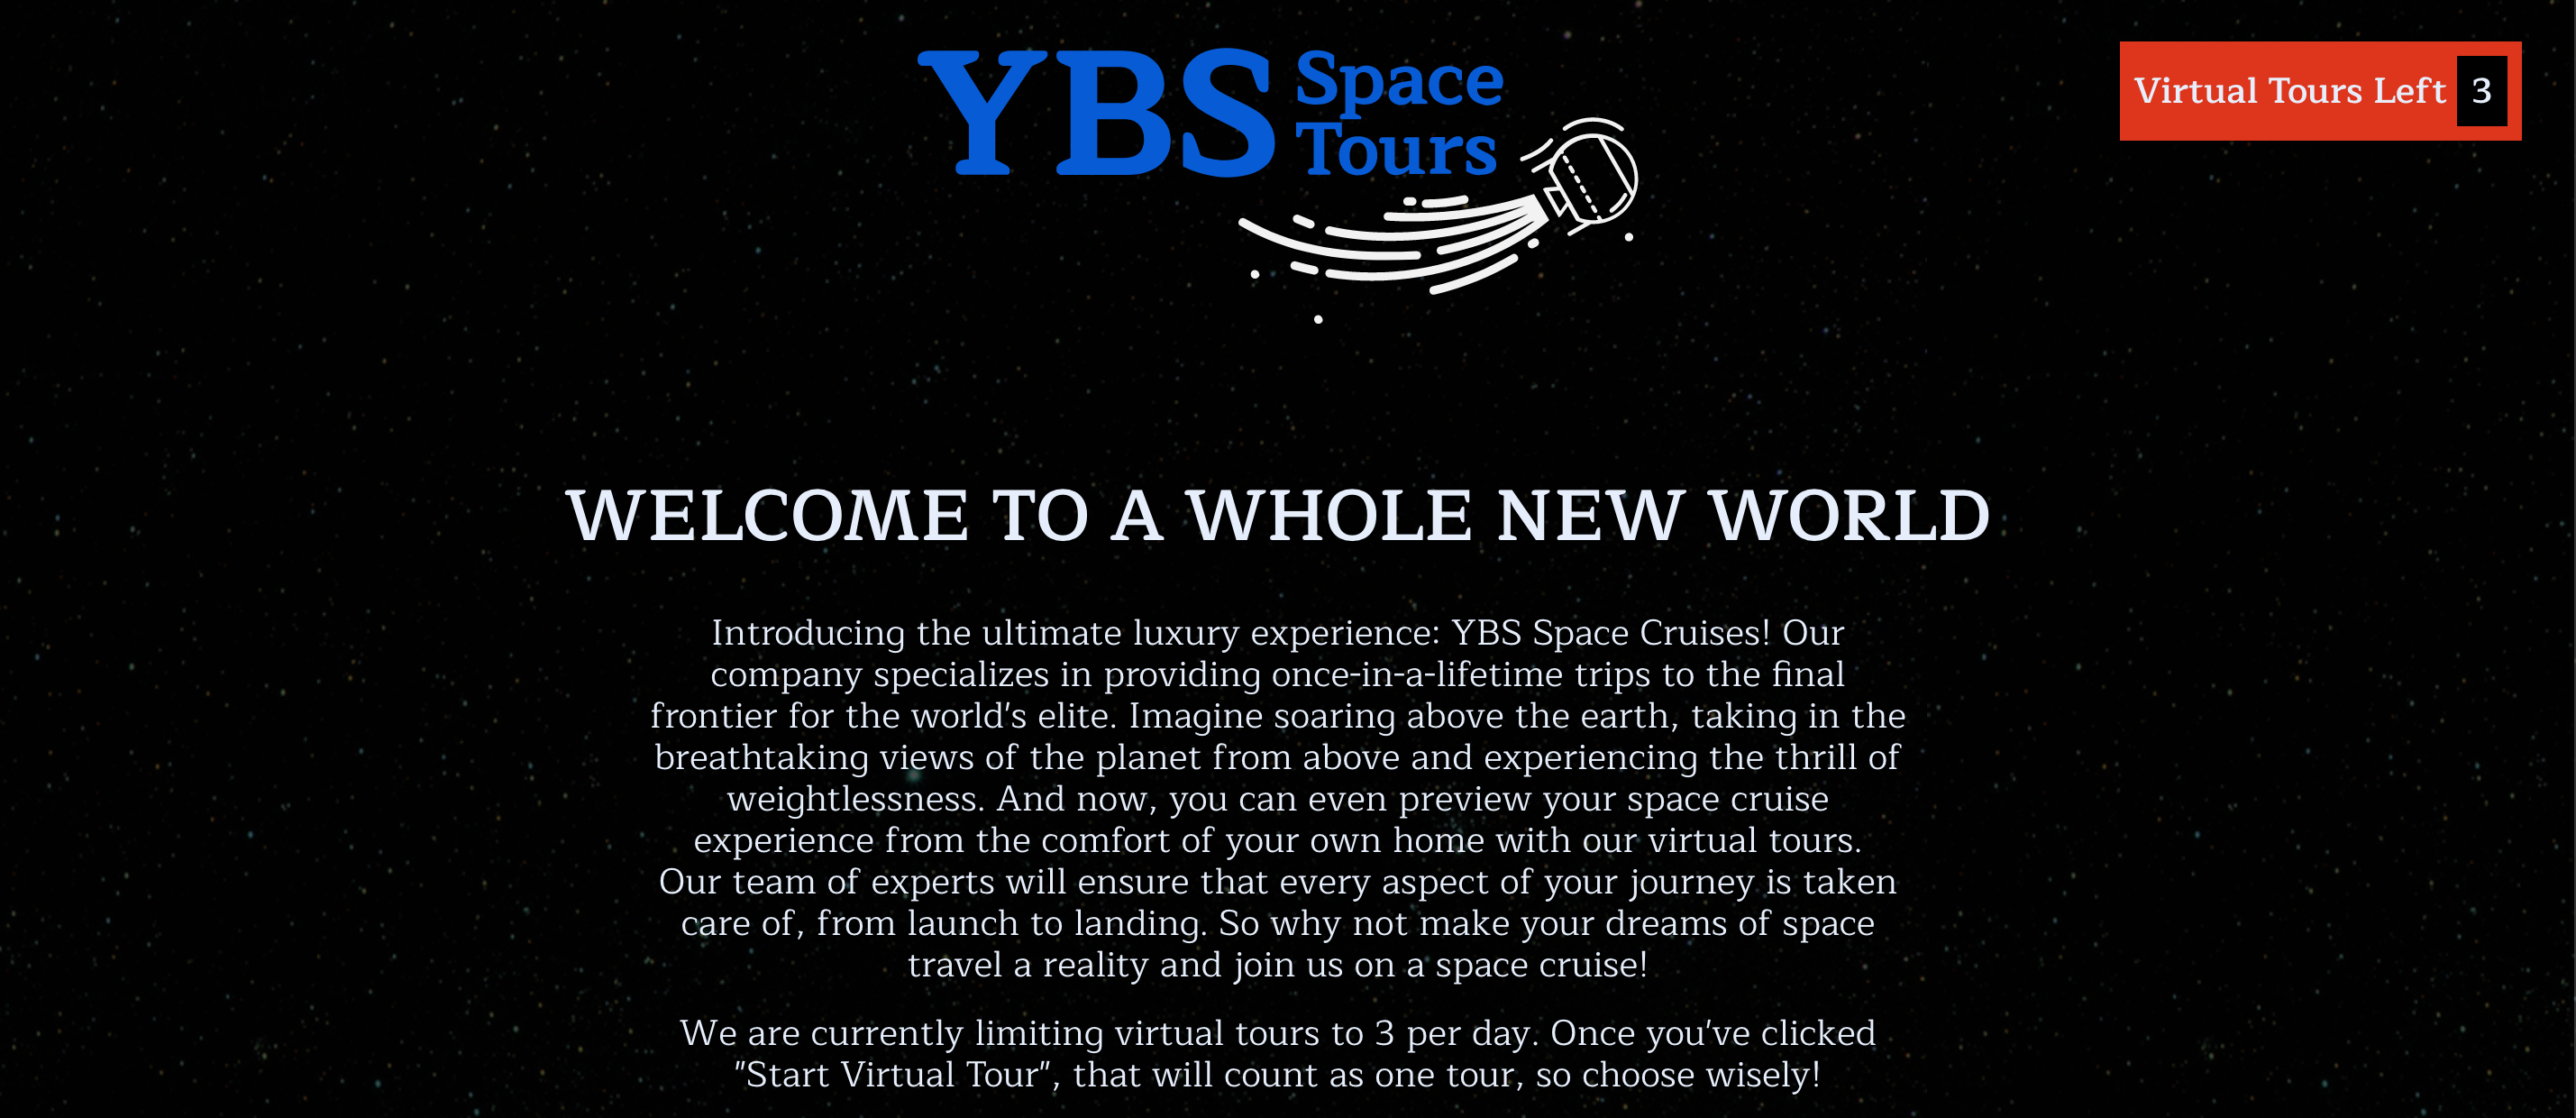 YBS Space Tours
Virtual Tours Left 3
WELCOME TO A WHOLE NEW WORLD
Introducing the ultimate luxury experience: YBS Space Cruises! Our
company specializes in providing once-in-a-lifetime trips to the final
frontier for the world's elite. Imagine soaring above the earth, taking in the
breathtaking views of the planet from above and experiencing the thrill of
weightlessness. And now, you can even preview your space cruise
experience from the comfort of your own home with our virtual tours.
Our team of experts will ensure that every aspect of your journey is taken
care of, from launch to landing. So why not make your dreams of space
travel a reality and join us on a space cruise!
We are currently limiting virtual tours to 3 per day. Once you've clicked
"Start Virtual Tour", that will count as one tour, so choose wisely!